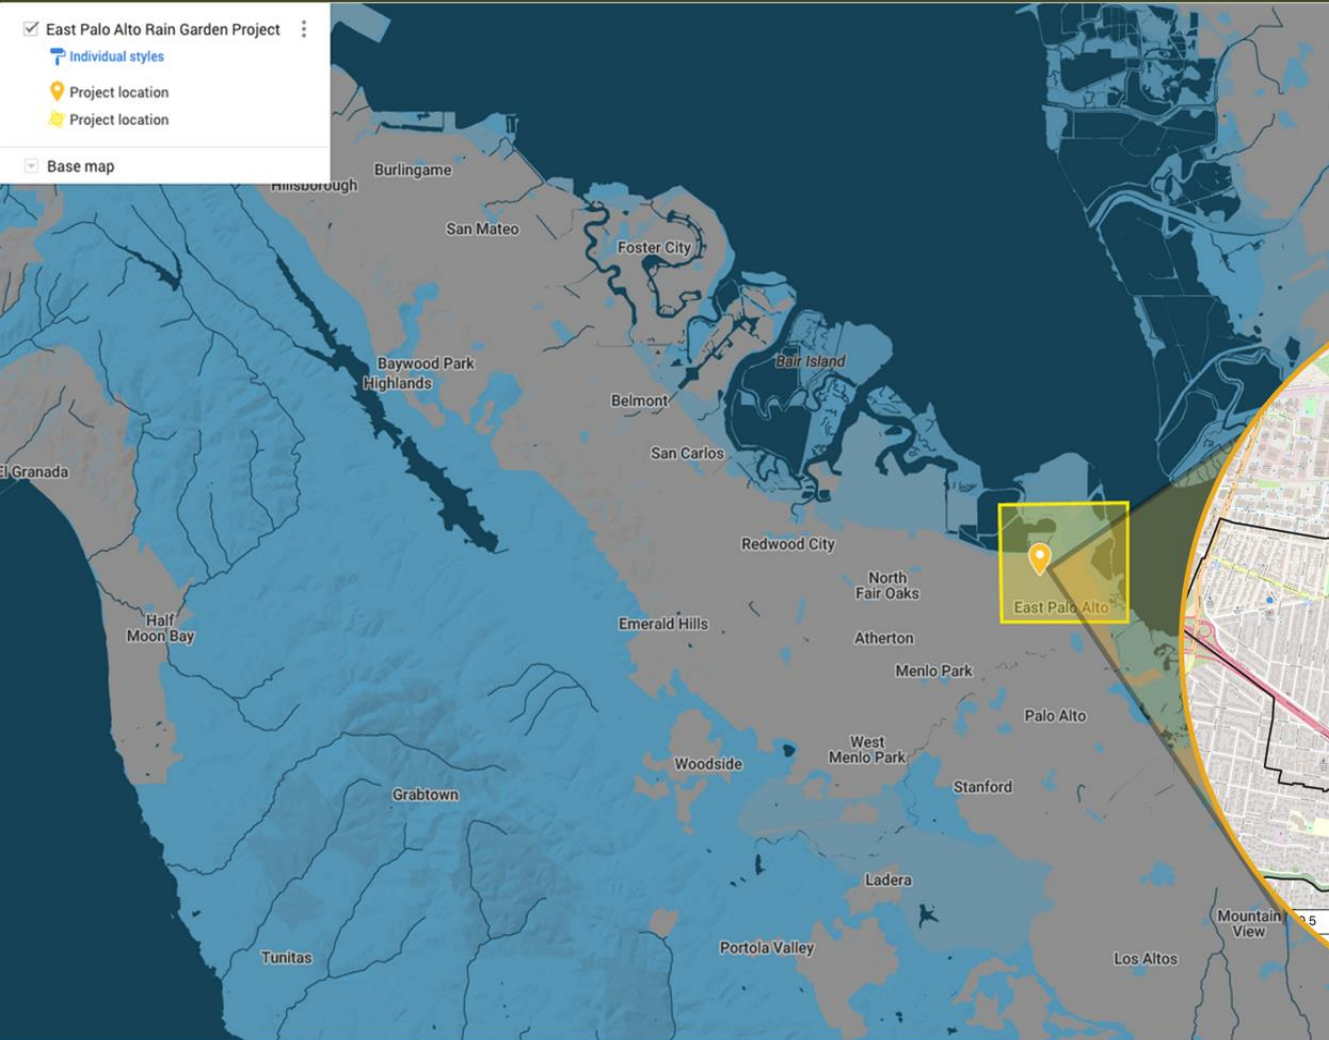 East Palo Alto Rain Garden Project
Individual styles
Project location
Project location
Base map
Hillsborough
Burlingame
San Mateo
Foster City
Baywood Park
Highlands
Bair Island
Belmont
San Carlos
El Granada
Redwood City
North
Fair Oaks
East Palo Alto
Half
Moon Bay
Emerald Hills
Atherton
Menlo Park
Palo Alto
West
Menlo Park
Woodside
Stanford
Grabtown
Ladera
Mountain
View
Portola Valley
Tunitas
Los Altos